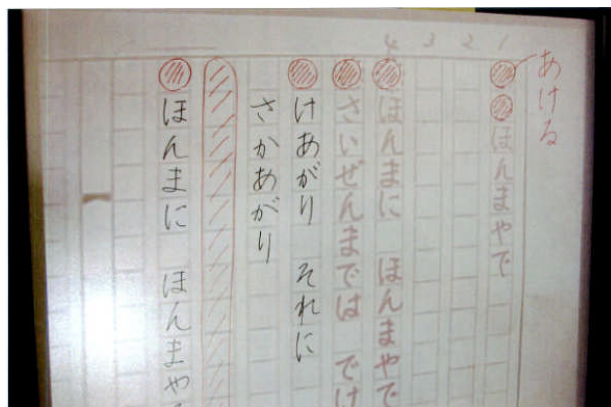 あける
1 2 3 4
ほんまやで
ほんまに ほんまやで
さいぜんまでは でけ
けあがり それに
さかあがり
ほんまに ほんまや